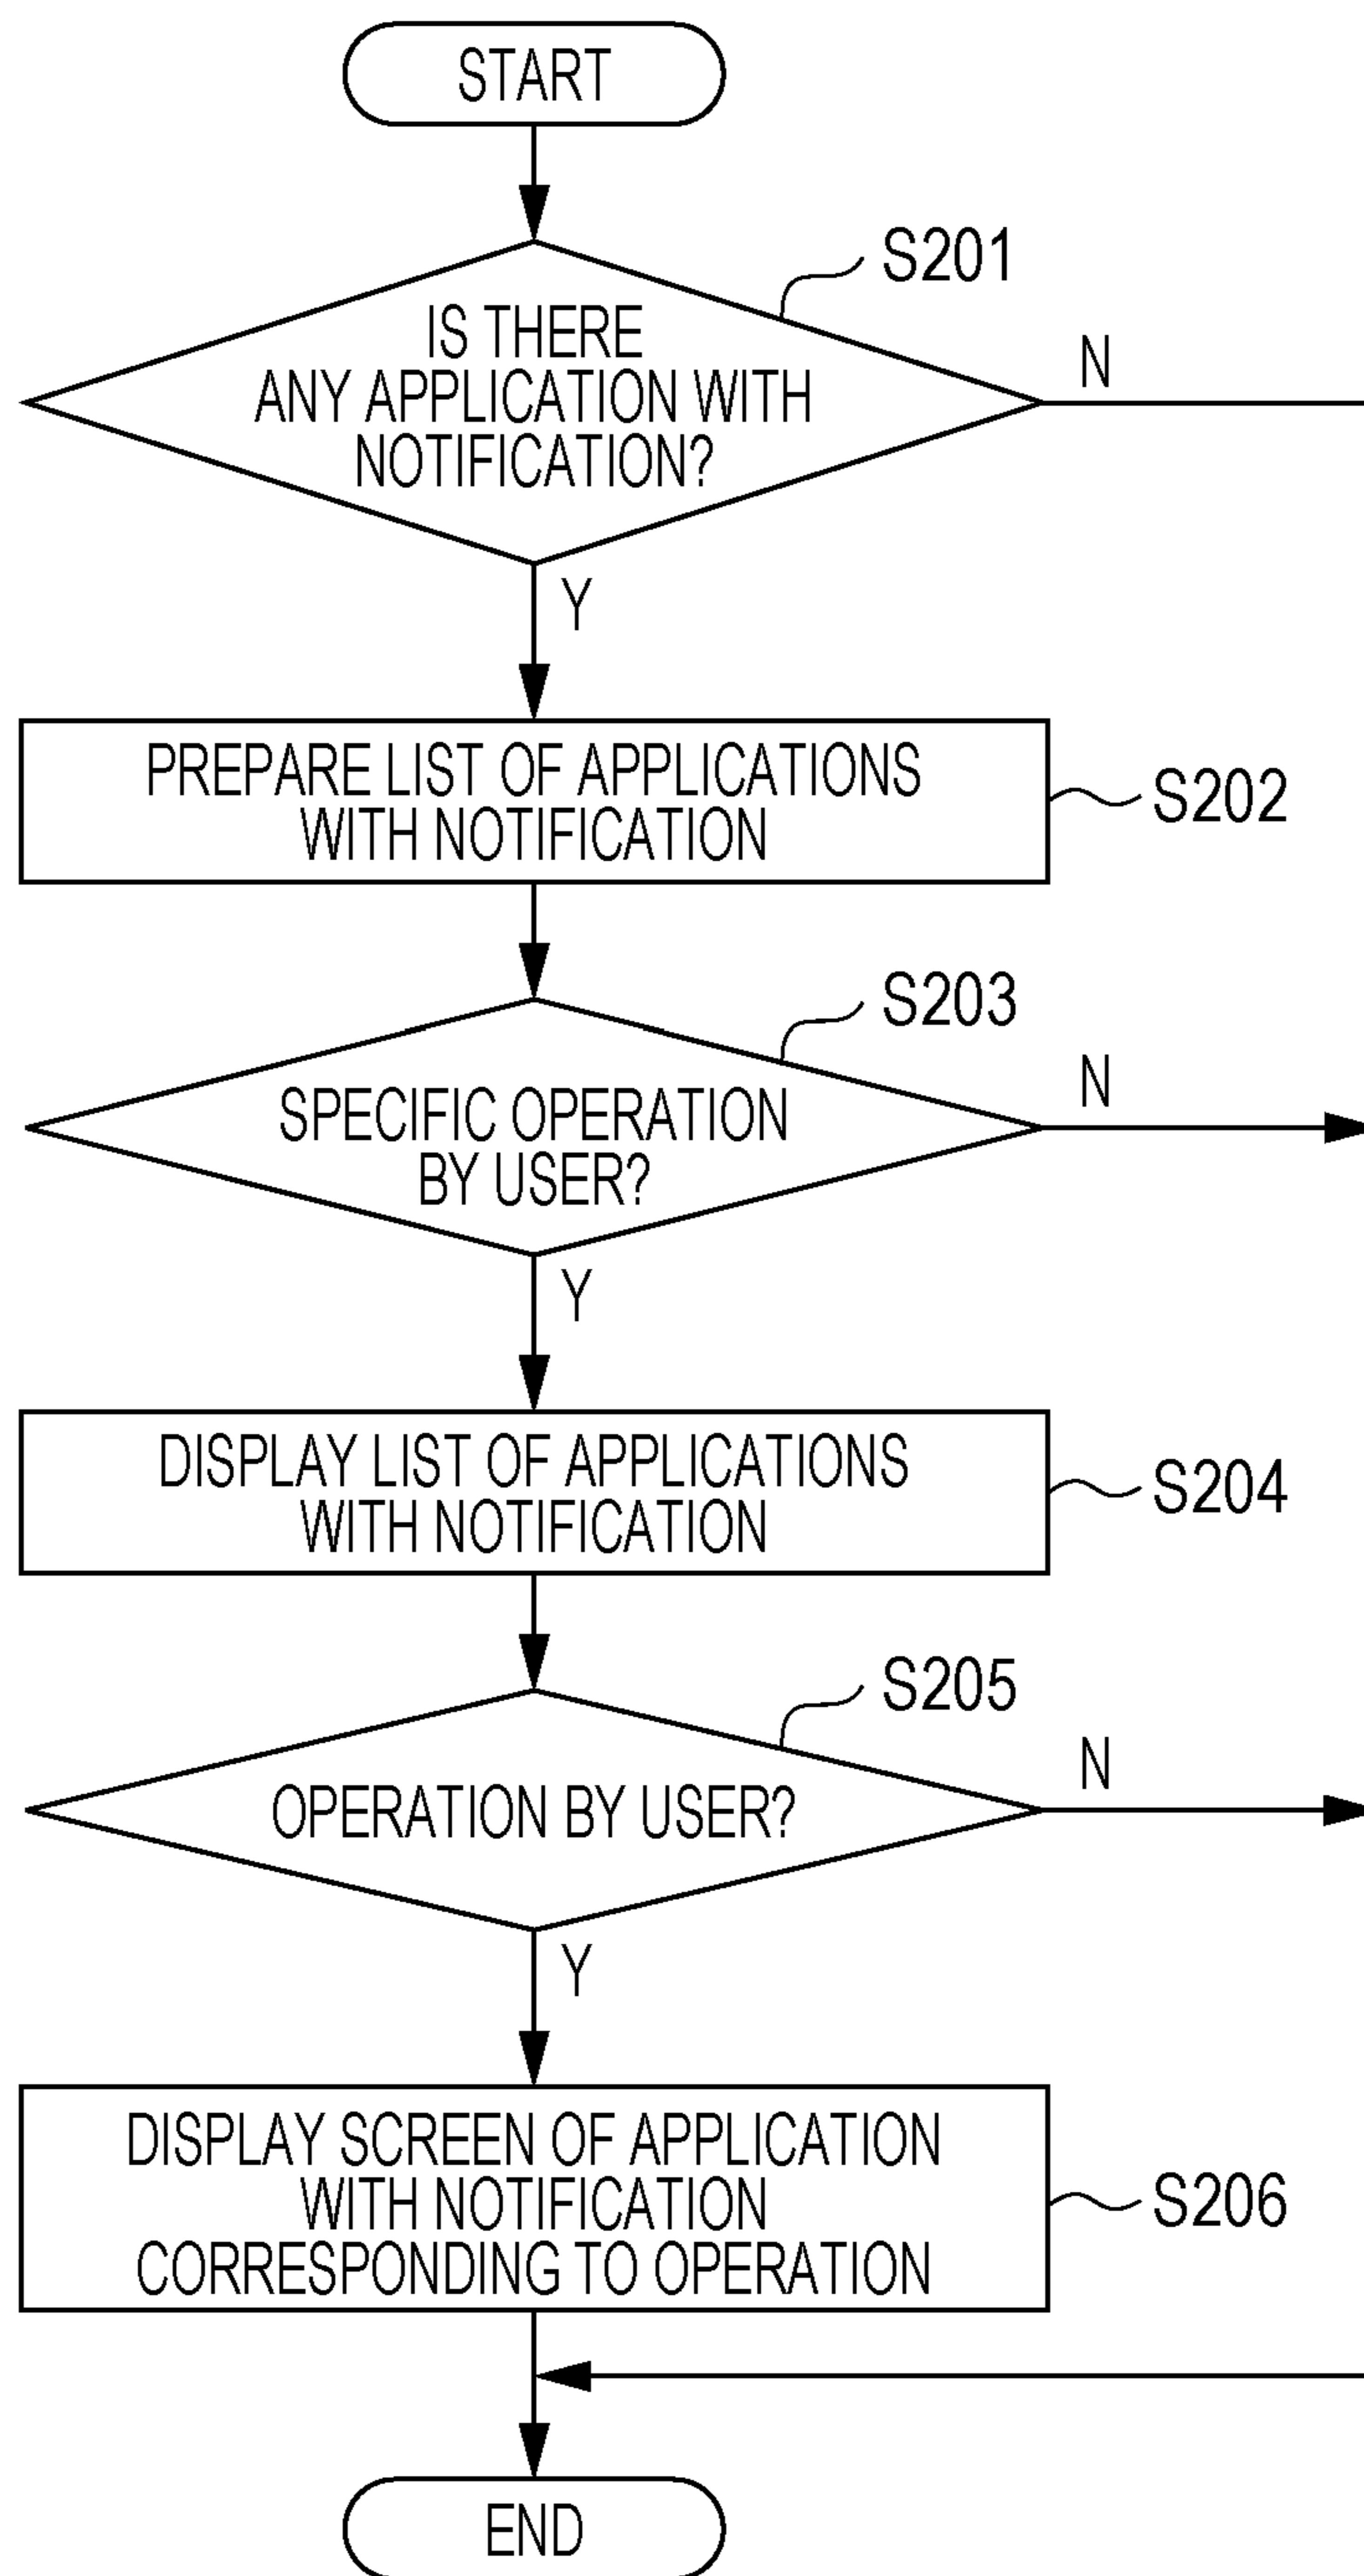 START
S201
IS THERE
ANY APPLICATION WITH
NOTIFICATION?
N
Y
PREPARE LIST OF APPLICATIONS
WITH NOTIFICATION
S202
S203
SPECIFIC OPERATION
BY USER?
N
Y
DISPLAY LIST OF APPLICATIONS
WITH NOTIFICATION
S204
S205
OPERATION BY USER?
N
Y
DISPLAY SCREEN OF APPLICATION
WITH NOTIFICATION
CORRESPONDING TO OPERATION
S206
END